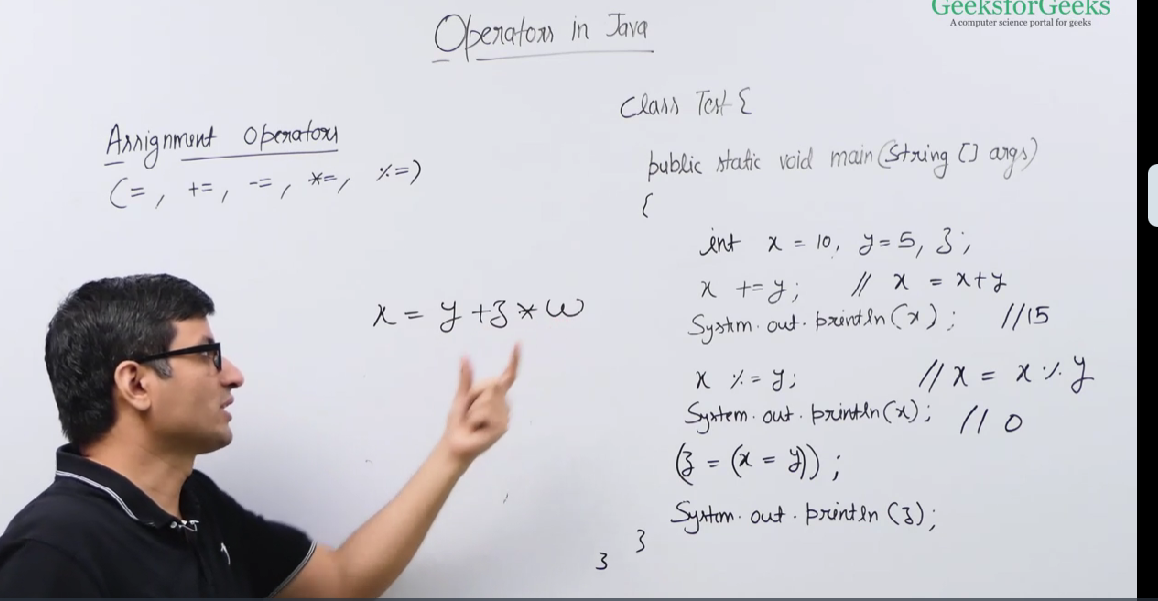 GeeksforGeeks
A computer science portal for geeks
Operators in Java
Assignment Operators
(=, +=, -=, *=, %=)
x = y + z * w
Class Test {
public static void main(String [] args)
{
int x = 10, y = 5, z;
x += y; // x = x+y
System.out.println(x); //15
x %= y; // x = x % y
System.out.println(x); // 0
(z = (x = y));
System.out.println(z);
}
}